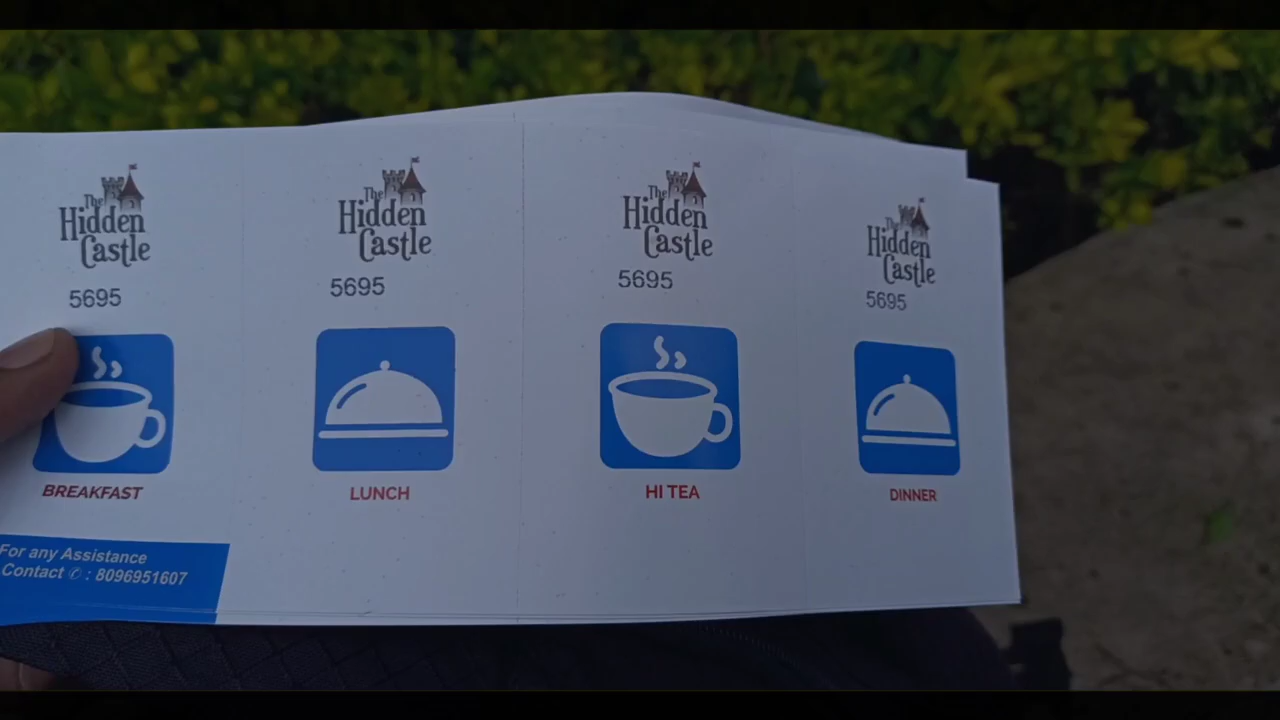 The
Hidden
Castle
5695
BREAKFAST
For any Assistance
Contact ✆ : 8096951607
The
Hidden
Castle
5695
LUNCH
The
Hidden
Castle
5695
HI TEA
The
Hidden
Castle
5695
DINNER